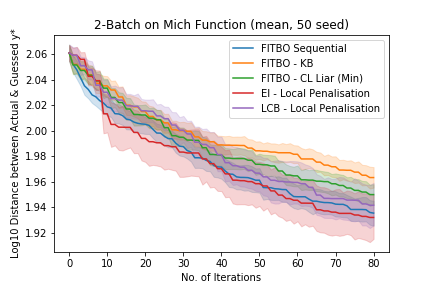 2-Batch on Mich Function (mean, 50 seed)
Log10 Distance between Actual & Guessed y*
2.06
2.04
2.02
2.00
1.98
1.96
1.94
1.92
FITBO Sequential
FITBO - KB
FITBO - CL Liar (Min)
EI - Local Penalisation
LCB - Local Penalisation
0 10 20 30 40 50 60 70 80
No. of Iterations